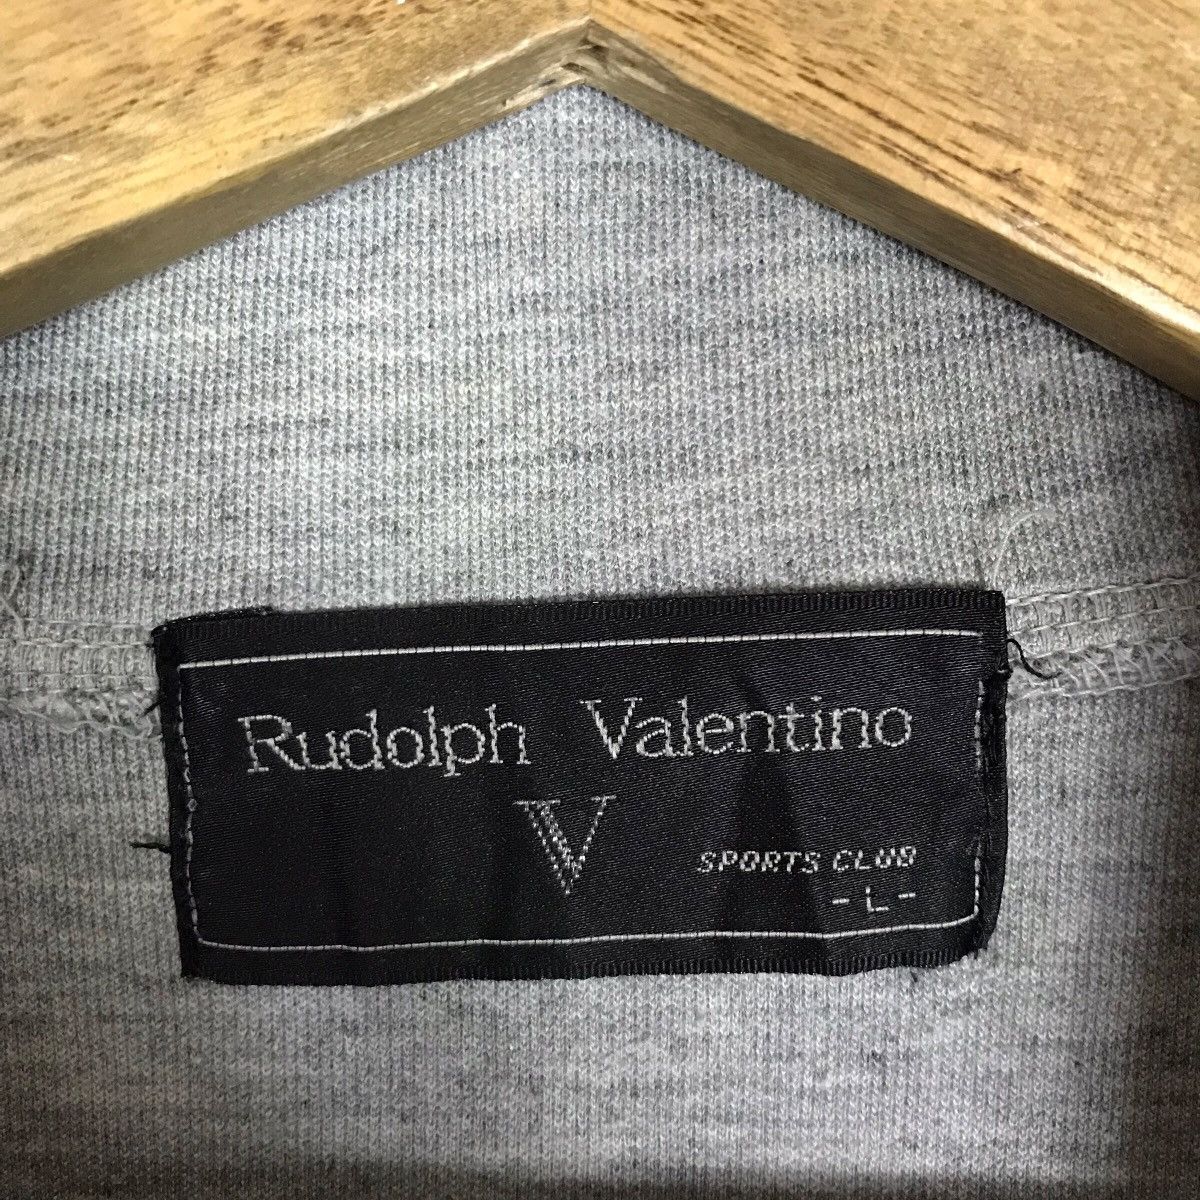 Rudolph Valentino
V
SPORTS CLUB
- L -